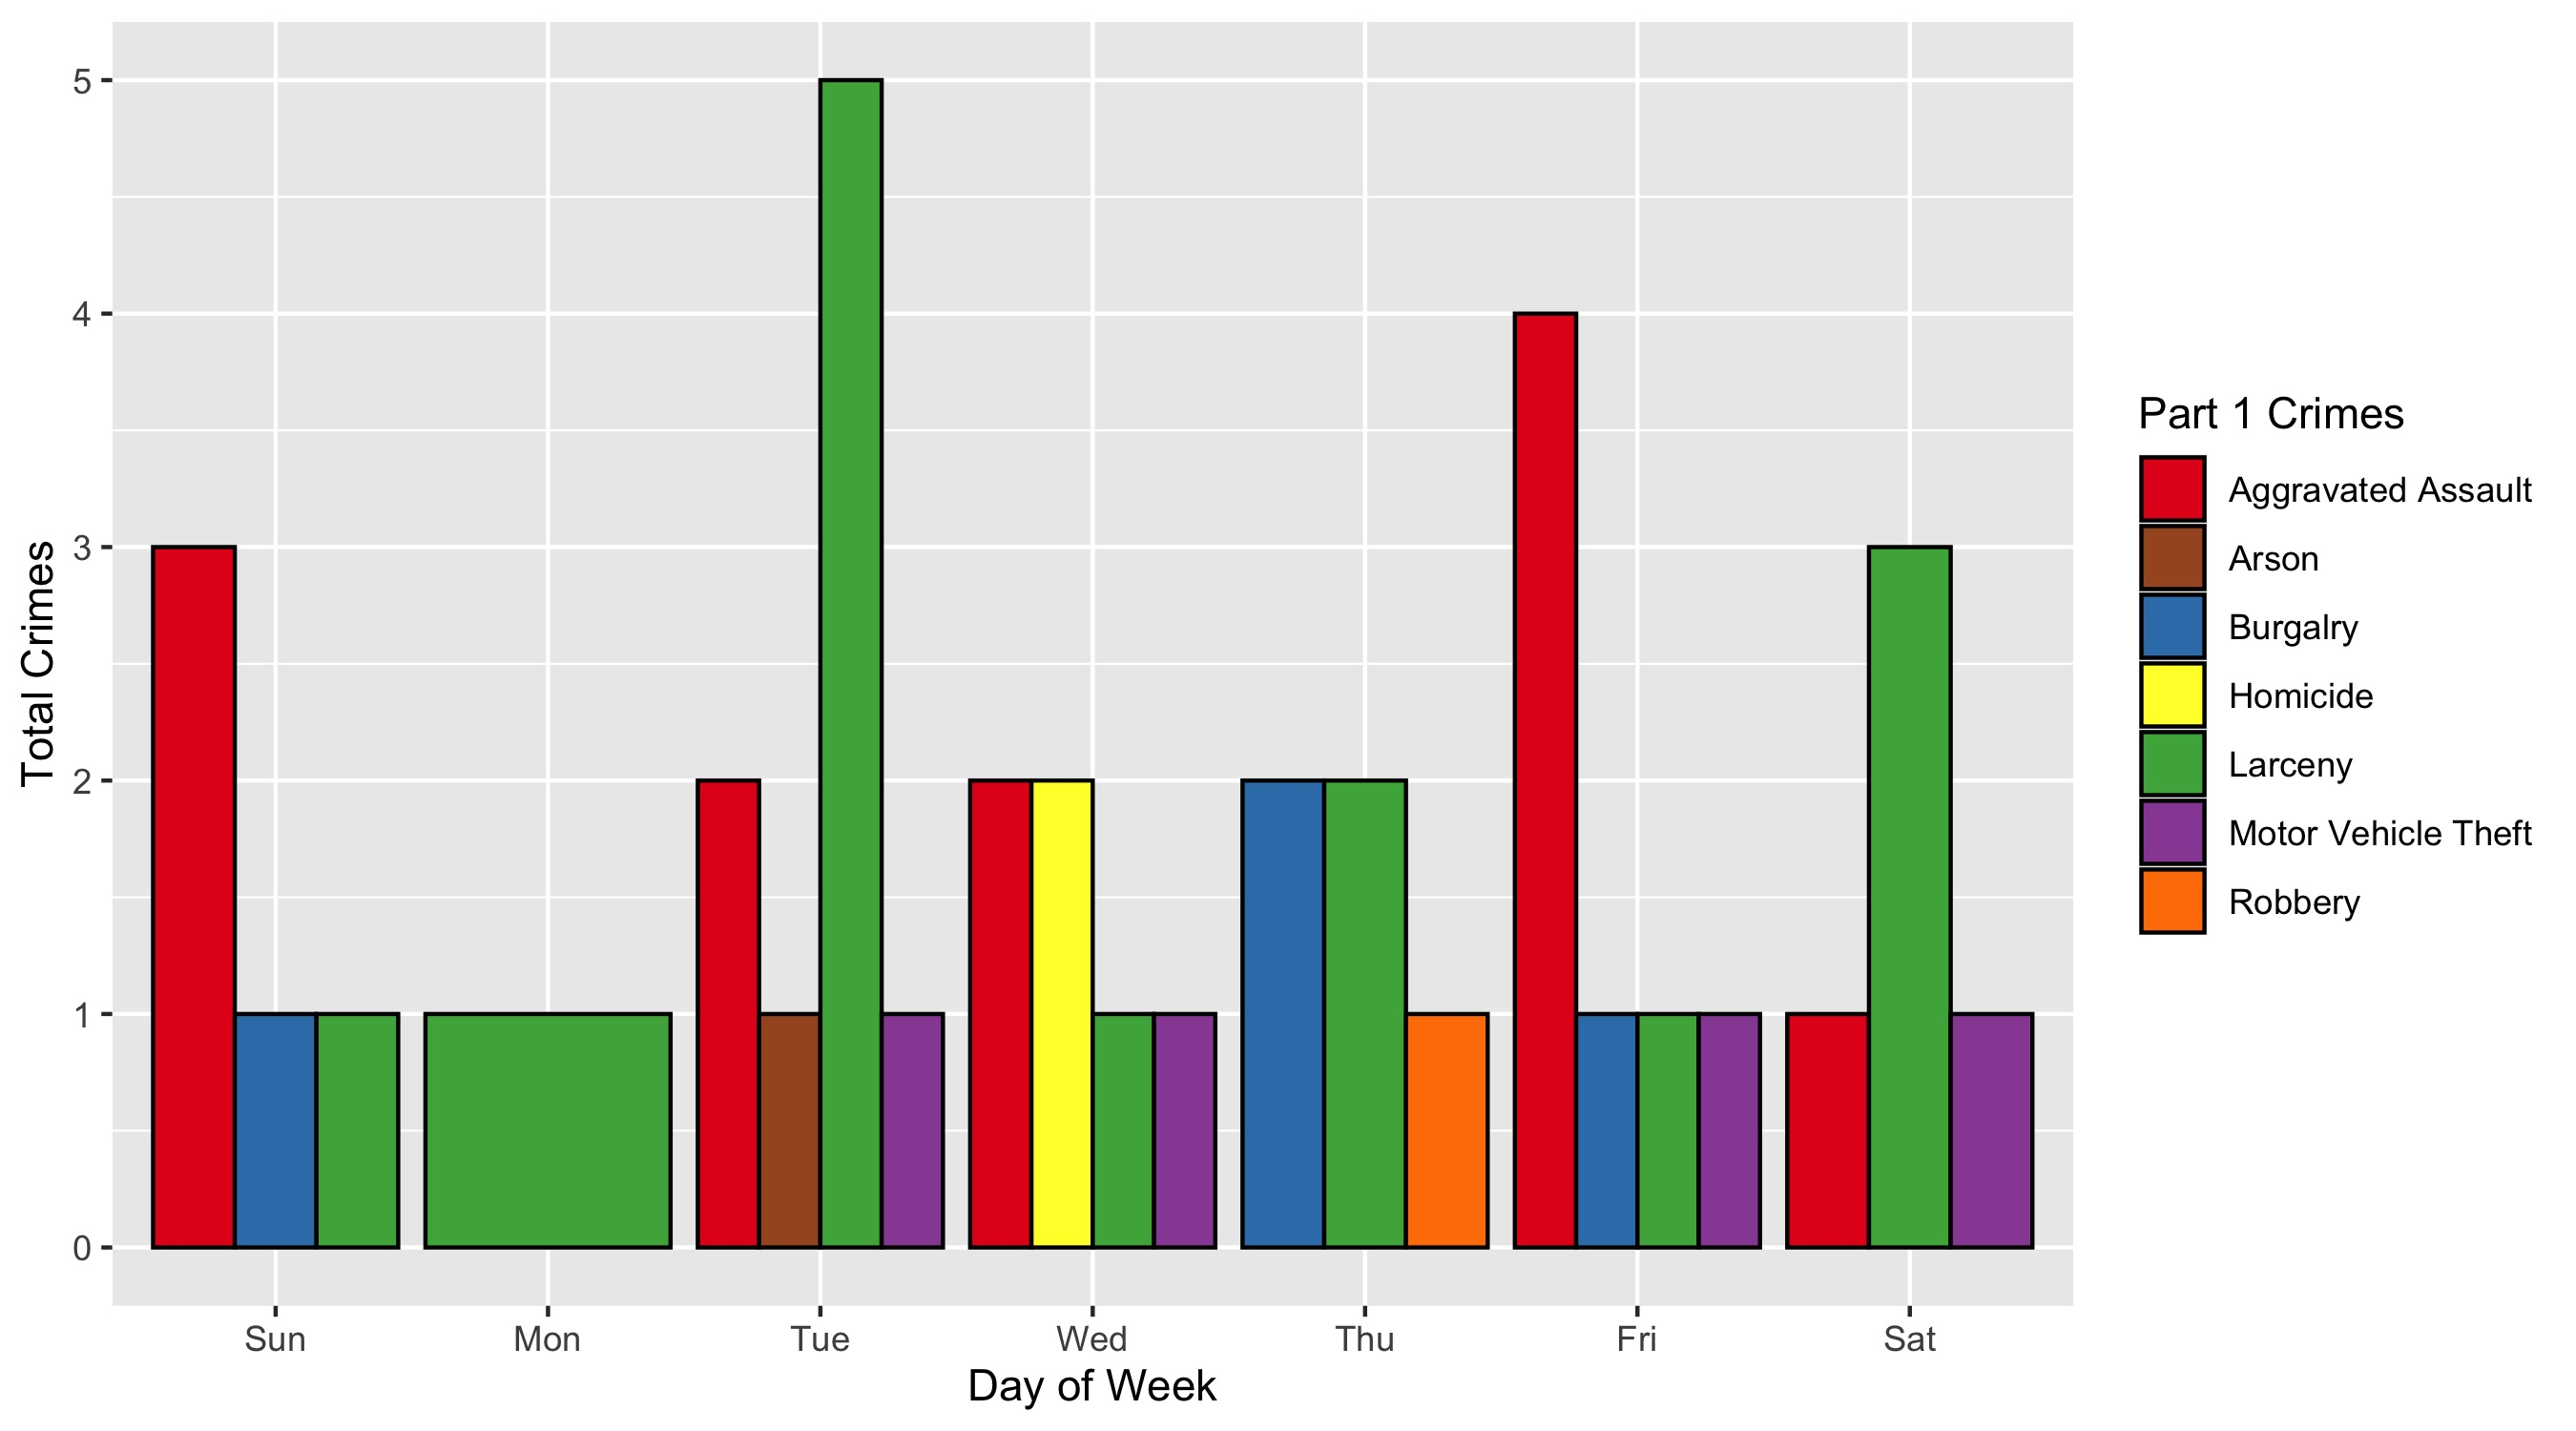 5
4
3
2
1
0
Total Crimes
Sun Mon Tue Wed Thu Fri Sat
Day of Week
Part 1 Crimes
Aggravated Assault
Arson
Burgalry
Homicide
Larceny
Motor Vehicle Theft
Robbery